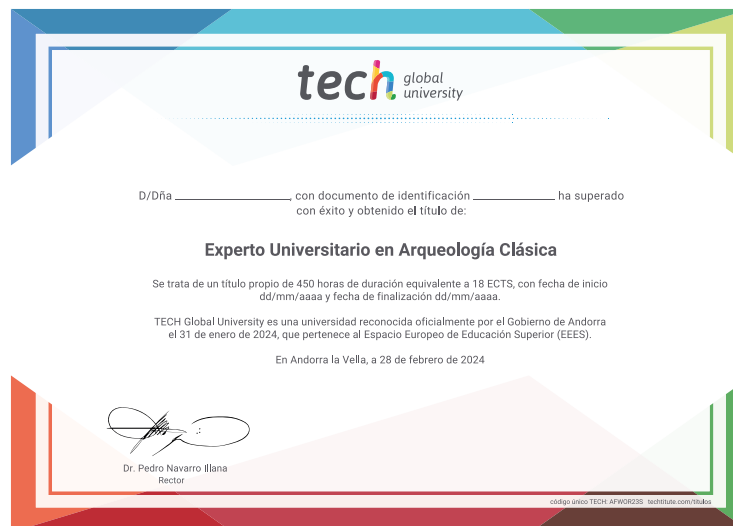 tech global
university
D/Dña ______________, con documento de identificación ______________ ha superado
con éxito y obtenido el título de:
Experto Universitario en Arqueología Clásica
Se trata de un título propio de 450 horas de duración equivalente a 18 ECTS, con fecha de inicio
dd/mm/aaaa y fecha de finalización dd/mm/aaaa.
TECH Global University es una universidad reconocida oficialmente por el Gobierno de Andorra
el 31 de enero de 2024, que pertenece al Espacio Europeo de Educación Superior (EEES).
En Andorra la Vella, a 28 de febrero de 2024
Dr. Pedro Navarro Illana
Rector
código único TECH: AFWOR23S techtitute.com/titulos